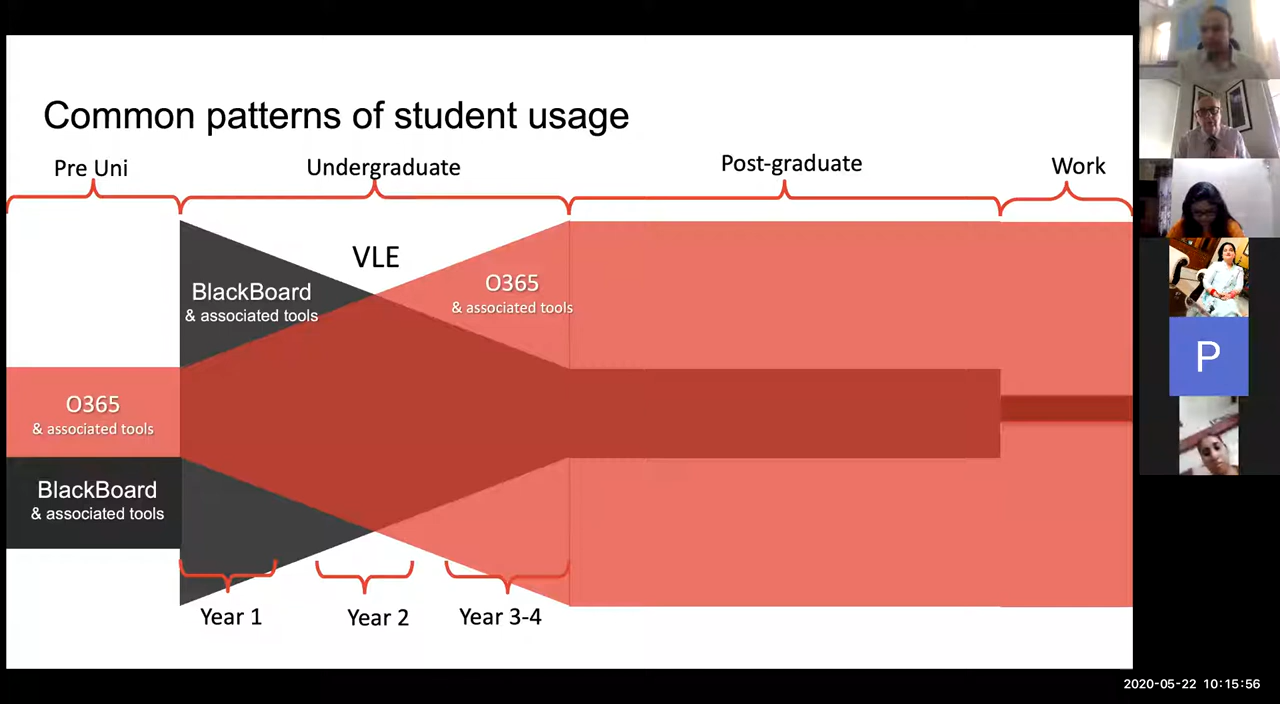 Common patterns of student usage
Pre Uni
Undergraduate
Post-graduate
Work
VLE
BlackBoard
& associated tools
O365
& associated tools
O365
& associated tools
BlackBoard
& associated tools
Year 1
Year 2
Year 3-4
P
2020-05-22 10:15:56